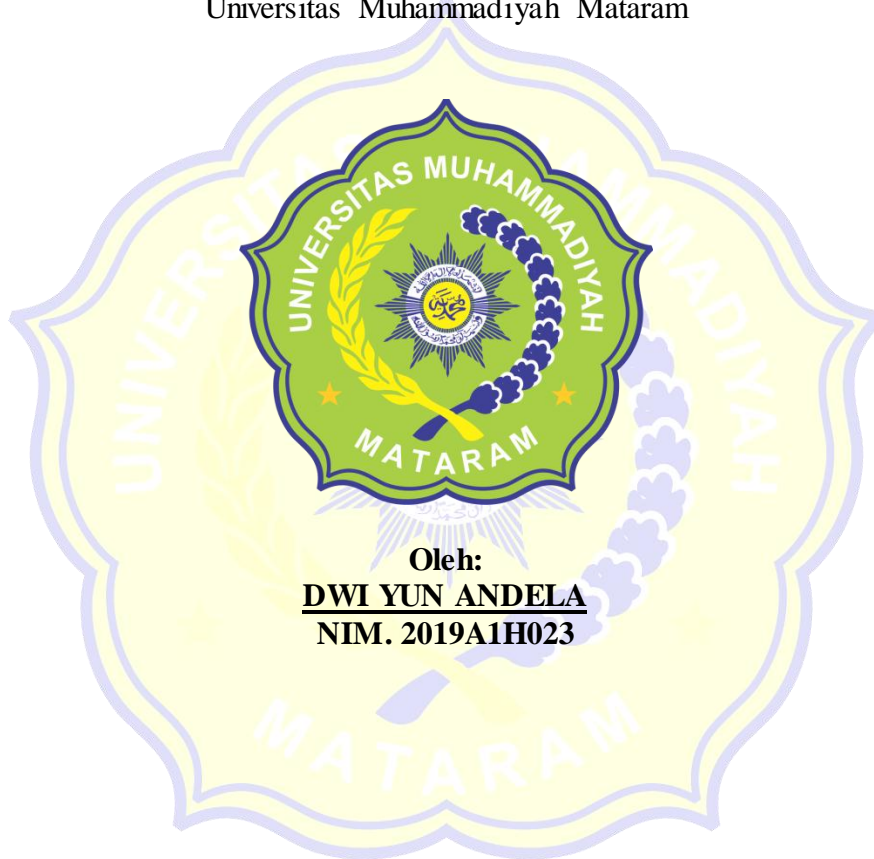 Universitas Muhammadiyah Mataram
UNIVERSITAS MUHAMMADIYAH
MATARAM
Oleh:
DWI YUN ANDELA
NIM. 2019A1H023